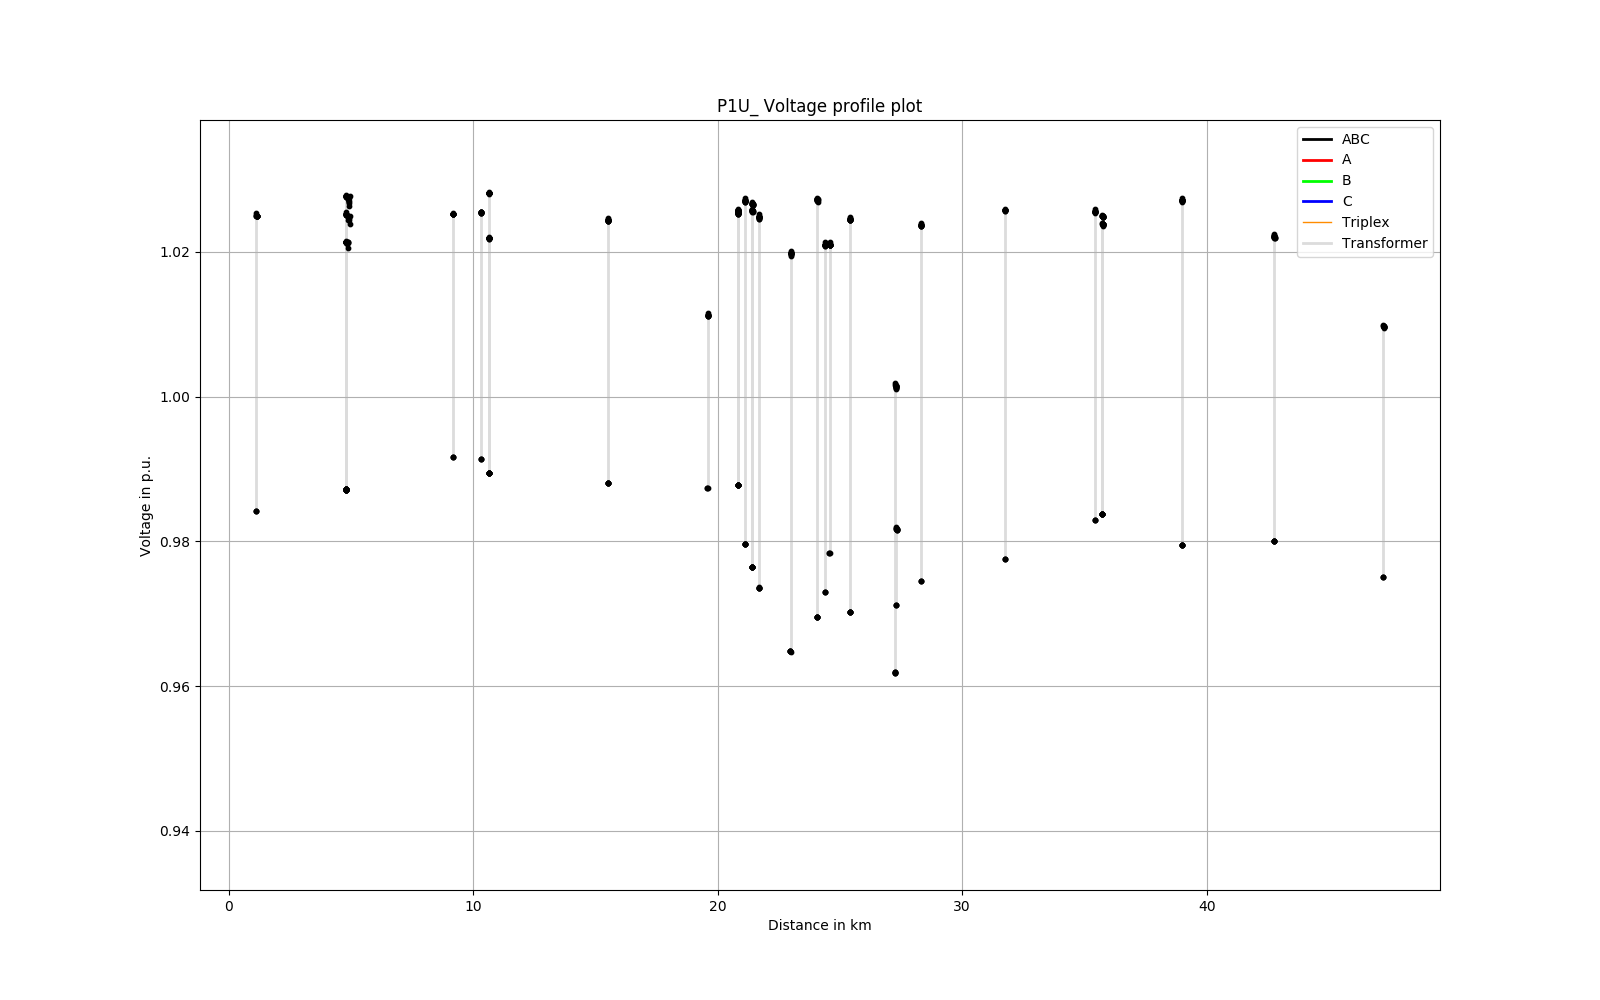 P1U_ Voltage profile plot
ABC
A
B
C
Triplex
Transformer
1.02
1.00
0.98
0.96
0.94
Voltage in p.u.
0
10
20
30
40
Distance in km